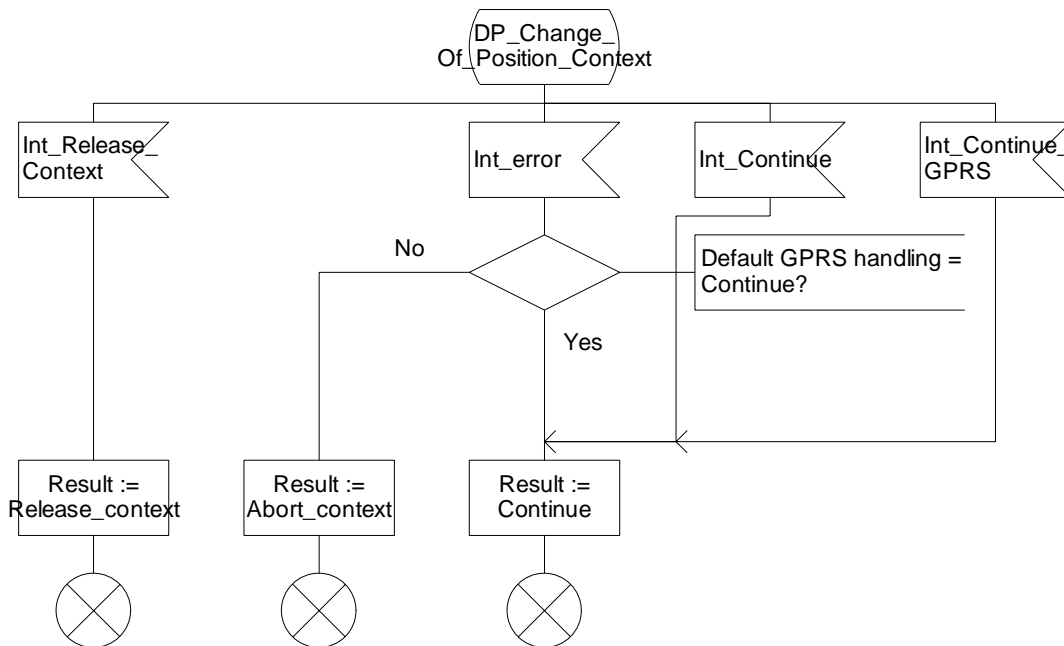 DP_Change_
Of_Position_Context
Int_Release_
Context
Int_error
Int_Continue
Int_Continue_
GPRS
No
Default GPRS handling =
Continue?
Yes
Result :=
Release_context
Result :=
Abort_context
Result :=
Continue